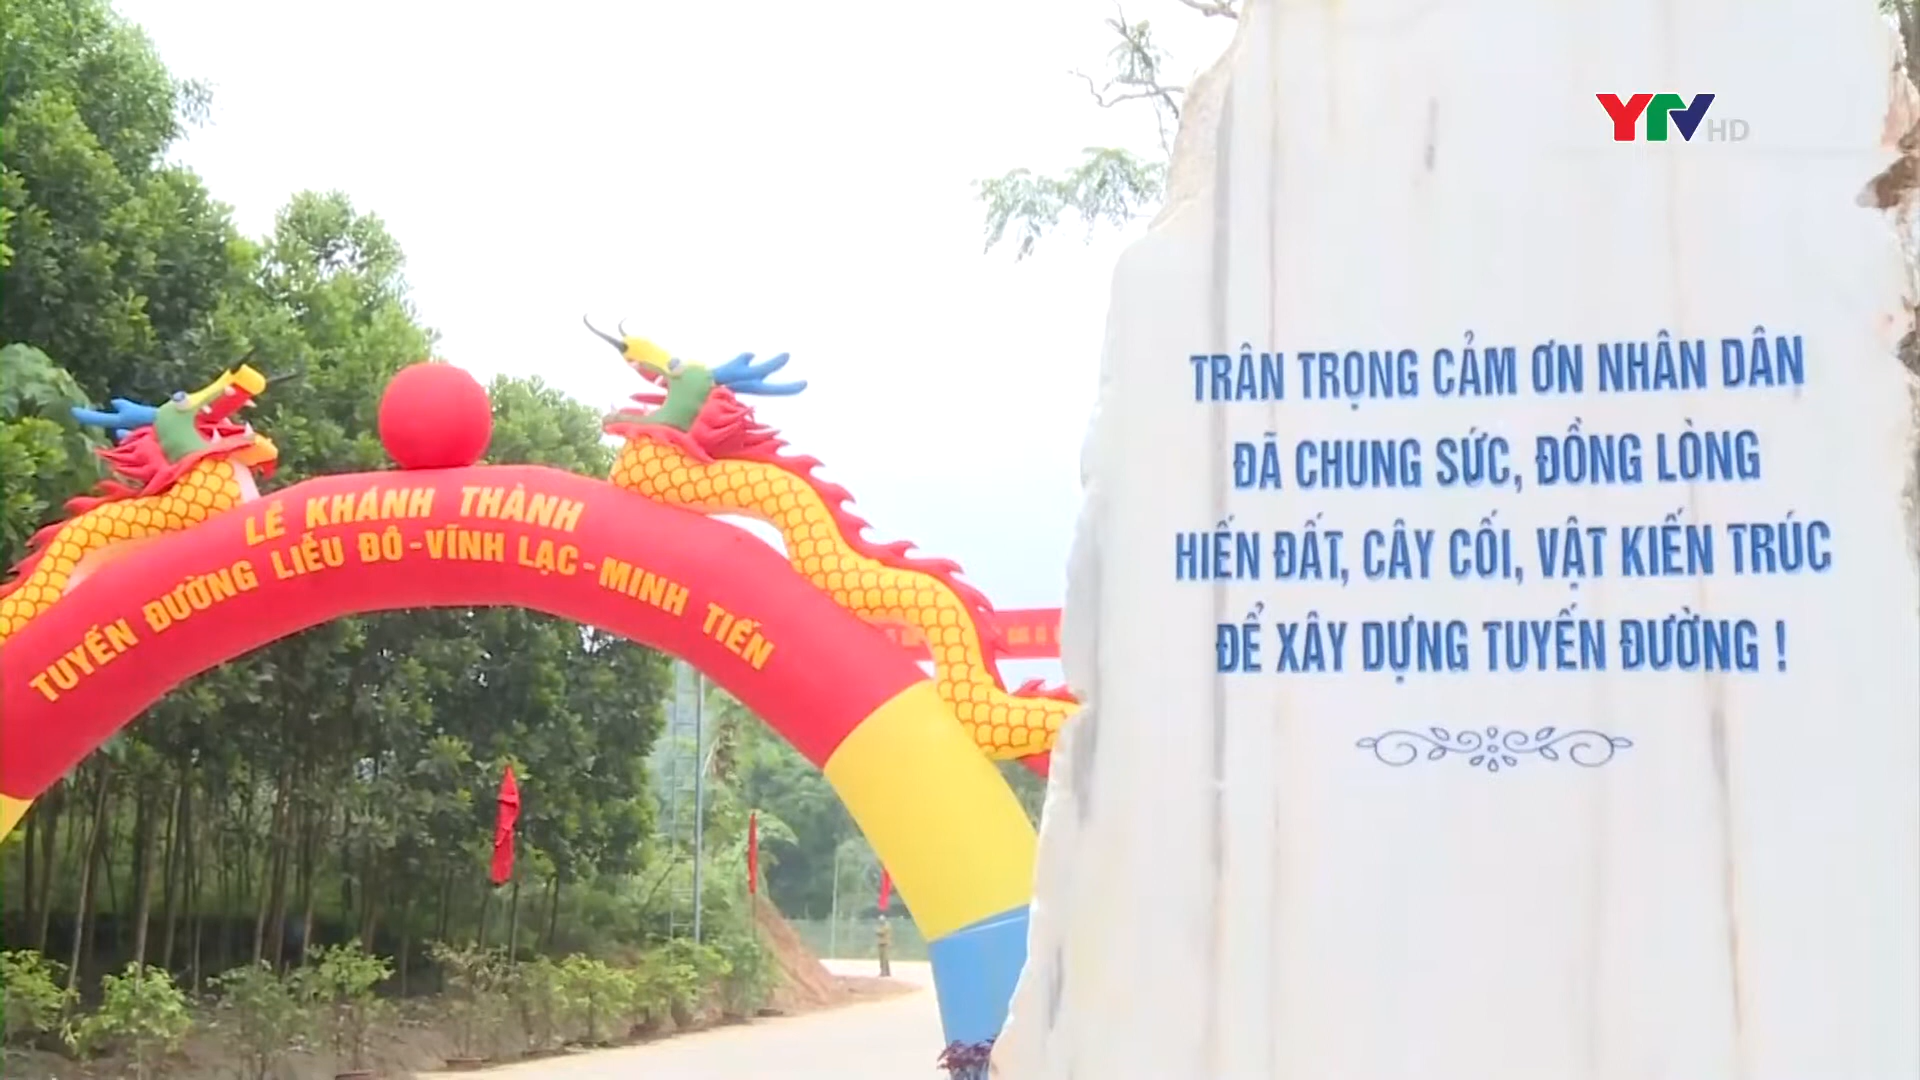 YTV HD
LỄ KHÁNH THÀNH
TUYẾN ĐƯỜNG LIỄU ĐÔ - VĨNH LẠC - MINH TIẾN
TRÂN TRỌNG CẢM ƠN NHÂN DÂN
ĐÃ CHUNG SỨC, ĐỒNG LÒNG
HIẾN ĐẤT, CÂY CỐI, VẬT KIẾN TRÚC
ĐỂ XÂY DỰNG TUYẾN ĐƯỜNG !